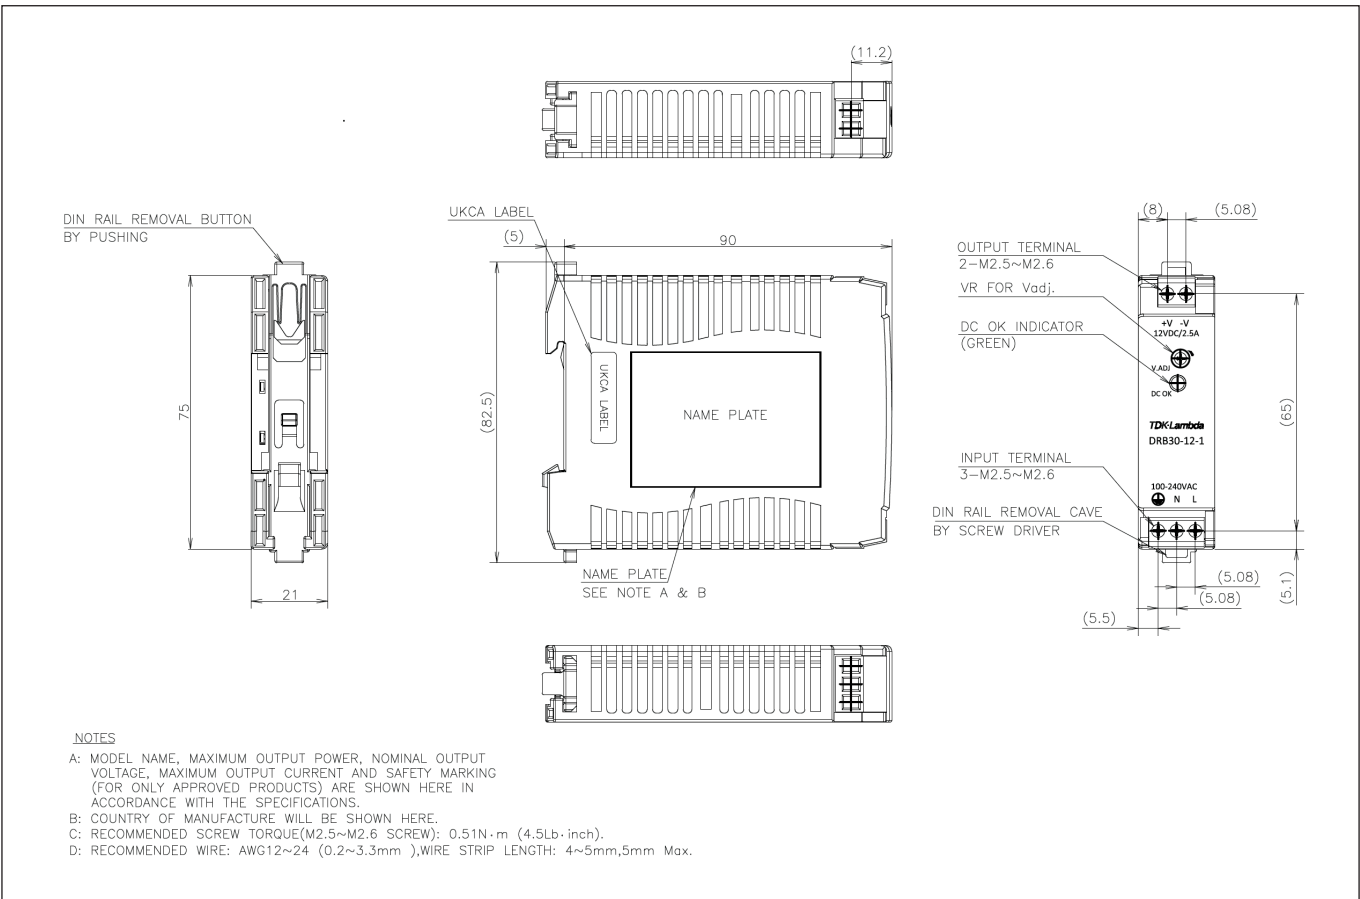 (11.2)
DIN RAIL REMOVAL BUTTON
BY PUSHING
75
21
UKCA LABEL
(5)
90
(82.5)
UKCA LABEL
NAME PLATE
NAME PLATE
SEE NOTE A & B
(8)
(5.08)
OUTPUT TERMINAL
2-M2.5~M2.6
VR FOR Vadj.
DC OK INDICATOR
(GREEN)
INPUT TERMINAL
3-M2.5~M2.6
DIN RAIL REMOVAL CAVE
BY SCREW DRIVER
+V -V
12VDC/2.5A
V.ADJ
DC OK
TDK-Lambda
DRB30-12-1
100-240VAC
N L
(65)
(5.08)
(5.08)
(5.1)
(5.5)
NOTES
A: MODEL NAME, MAXIMUM OUTPUT POWER, NOMINAL OUTPUT
VOLTAGE, MAXIMUM OUTPUT CURRENT AND SAFETY MARKING
(FOR ONLY APPROVED PRODUCTS) ARE SHOWN HERE IN
ACCORDANCE WITH THE SPECIFICATIONS.
B: COUNTRY OF MANUFACTURE WILL BE SHOWN HERE.
C: RECOMMENDED SCREW TORQUE(M2.5~M2.6 SCREW): 0.51N·m (4.5Lb·inch).
D: RECOMMENDED WIRE: AWG12~24 (0.2~3.3mm ),WIRE STRIP LENGTH: 4~5mm,5mm Max.